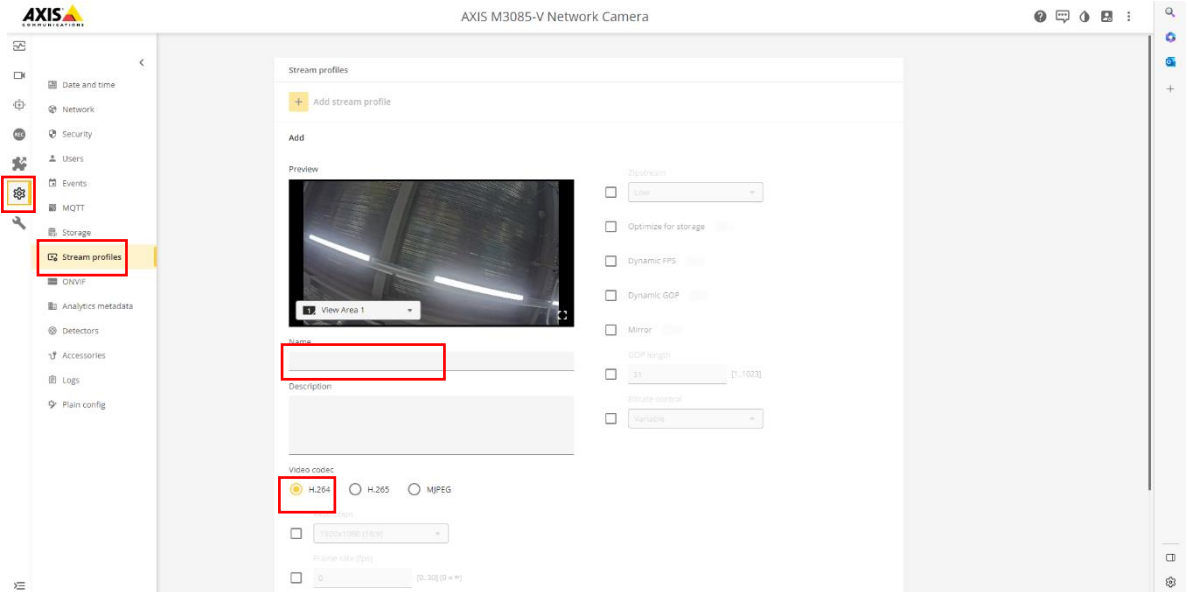 AXIS
COMMUNICATIONS
AXIS M3085-V Network Camera
Date and time
Network
REC
Security
Users
Events
MQTT
Storage
Stream profiles
ONVIF
Analytics metadata
Detectors
Accessories
Logs
Plain config
Stream profiles
+ Add stream profile
Add
Preview
1 View Area 1
Name
Description
Video codec
H.264 H.265 MJPEG
1920x1080 (16:9)
Frame rate (fps)
0 [0..30] (0 = ∞)
Zipstream
Low
Optimize for storage
Dynamic FPS
Dynamic GOP
Mirror
GOP length
31 [1..1023]
Bitrate control
Variable